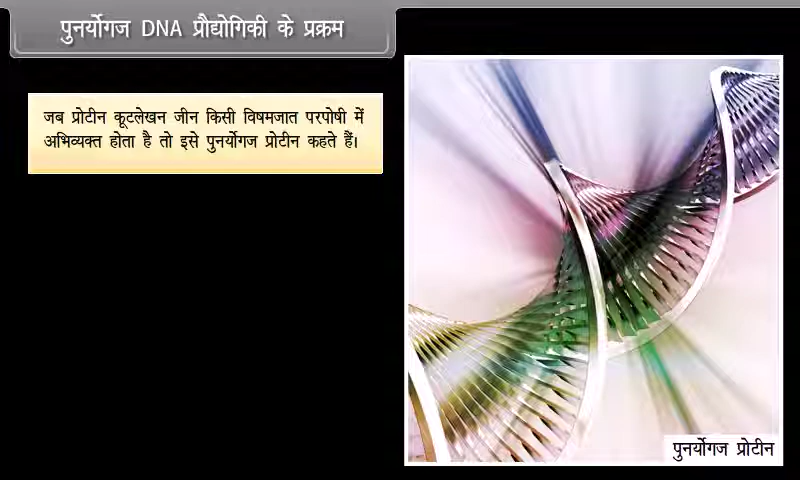 पुनर्योगज DNA प्रौद्योगिकी के प्रक्रम
जब प्रोटीन कूटलेखन जीन किसी विषमजात परपोषी में
अभिव्यक्त होता है तो इसे पुनर्योगज प्रोटीन कहते हैं।
पुनर्योगज प्रोटीन